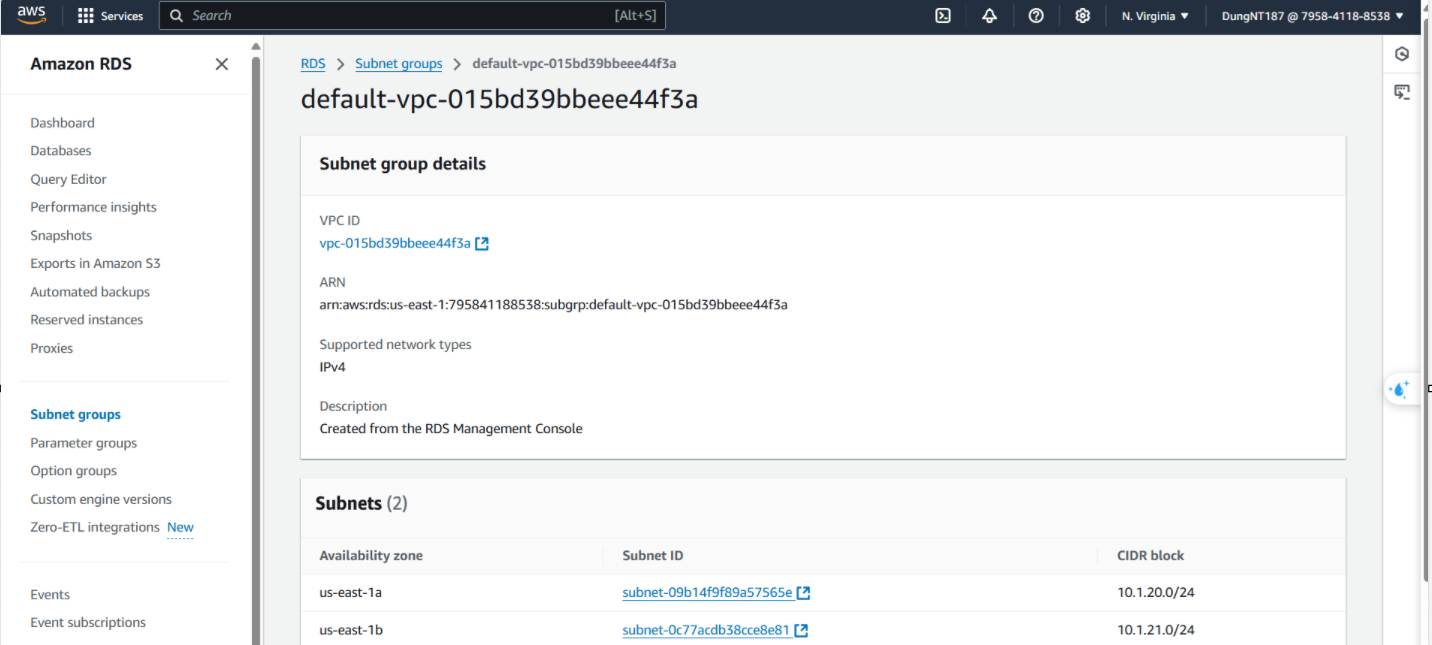 aws Services Search [Alt+S] N. Virginia DungNT187 @ 7958-4118-8538
Amazon RDS
Dashboard
Databases
Query Editor
Performance insights
Snapshots
Exports in Amazon S3
Automated backups
Reserved instances
Proxies
Subnet groups
Parameter groups
Option groups
Custom engine versions
Zero-ETL integrations New
Events
Event subscriptions
RDS > Subnet groups > default-vpc-015bd39bbeee44f3a
default-vpc-015bd39bbeee44f3a
Subnet group details
VPC ID
vpc-015bd39bbeee44f3a
ARN
arn:aws:rds:us-east-1:795841188538:subgrp:default-vpc-015bd39bbeee44f3a
Supported network types
IPv4
Description
Created from the RDS Management Console
Subnets (2)
Availability zone Subnet ID CIDR block
us-east-1a subnet-09b14f9f89a57565e 10.1.20.0/24
us-east-1b subnet-0c77acdb38cce8e81 10.1.21.0/24